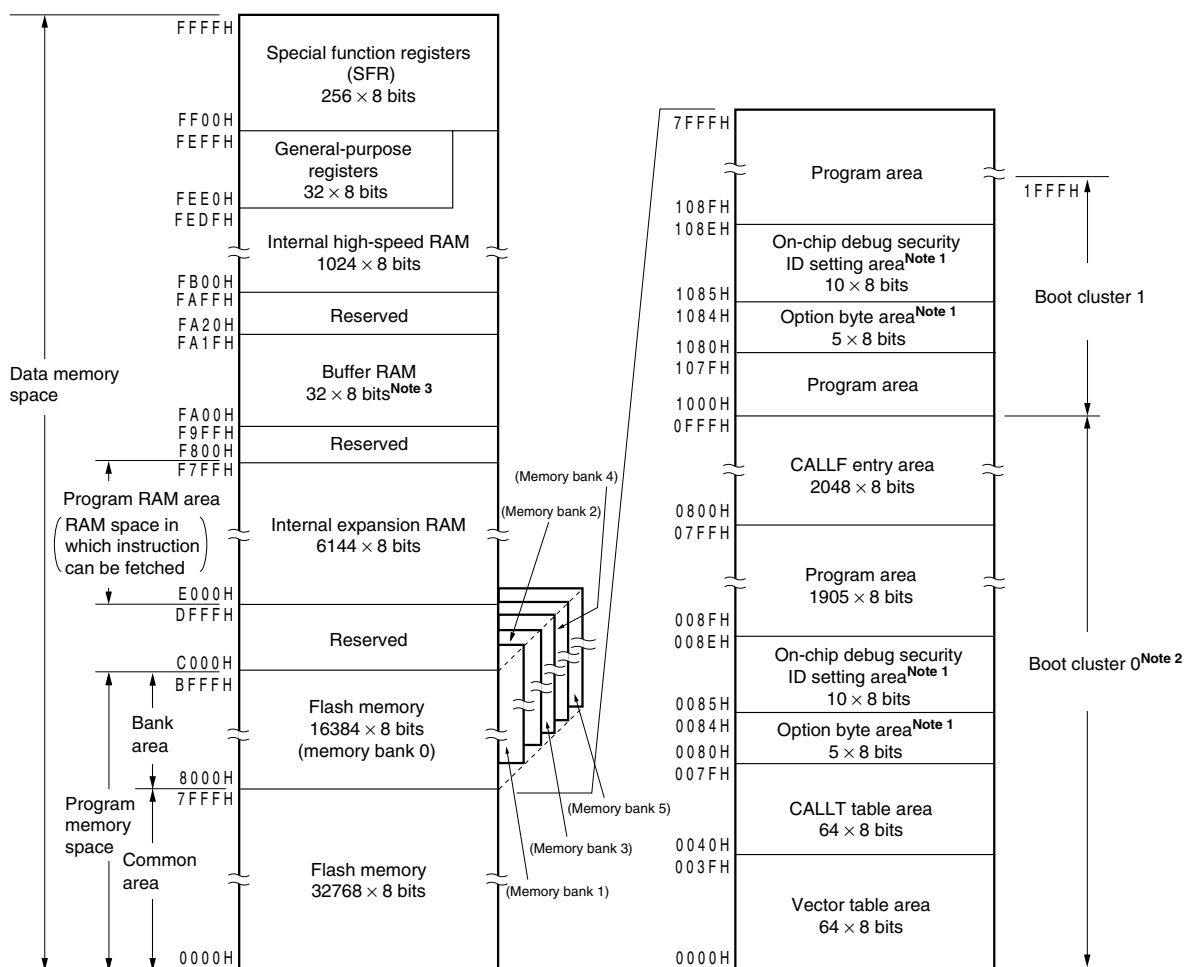 FFFFH
Special function registers
(SFR)
256 × 8 bits
FF00H
FEFFH
General-purpose
registers
32 × 8 bits
FEE0H
FEDFH
Internal high-speed RAM
1024 × 8 bits
FB00H
FAFFH
Reserved
FA20H
FA1FH
Buffer RAM
32 × 8 bitsNote 3
FA00H
F9FFH
Reserved
F800H
F7FFH
Internal expansion RAM
6144 × 8 bits
E000H
DFFFH
Reserved
C000H
BFFFH
Flash memory
16384 × 8 bits
(memory bank 0)
8000H
7FFFH
Flash memory
32768 × 8 bits
0000H
Data memory
space
Program RAM area
(RAM space in
which instruction
can be fetched)
Bank
area
Program
memory
space
Common
area
(Memory bank 4)
(Memory bank 2)
(Memory bank 5)
(Memory bank 3)
(Memory bank 1)
7FFFH
Program area
1FFFH
108FH
108EH
On-chip debug security
ID setting areaNote 1
10 × 8 bits
1085H
1084H
Option byte areaNote 1
5 × 8 bits
1080H
107FH
Program area
1000H
0FFFH
CALLF entry area
2048 × 8 bits
0800H
07FFH
Program area
1905 × 8 bits
008FH
008EH
On-chip debug security
ID setting areaNote 1
10 × 8 bits
0085H
0084H
Option byte areaNote 1
5 × 8 bits
0080H
007FH
CALLT table area
64 × 8 bits
0040H
003FH
Vector table area
64 × 8 bits
0000H
Boot cluster 1
Boot cluster 0Note 2